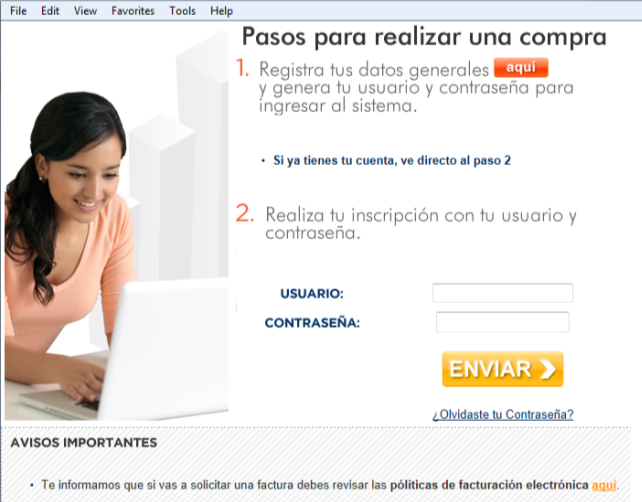 File Edit View Favorites Tools Help
Pasos para realizar una compra
1. Registra tus datos generales aquí
y genera tu usuario y contraseña para
ingresar al sistema.
• Si ya tienes tu cuenta, ve directo al paso 2
2. Realiza tu inscripción con tu usuario y
contraseña.
USUARIO:
CONTRASEÑA:
ENVIAR
¿Olvidaste tu Contraseña?
AVISOS IMPORTANTES
• Te informamos que si vas a solicitar una factura debes revisar las póliticas de facturación electrónica aquí.